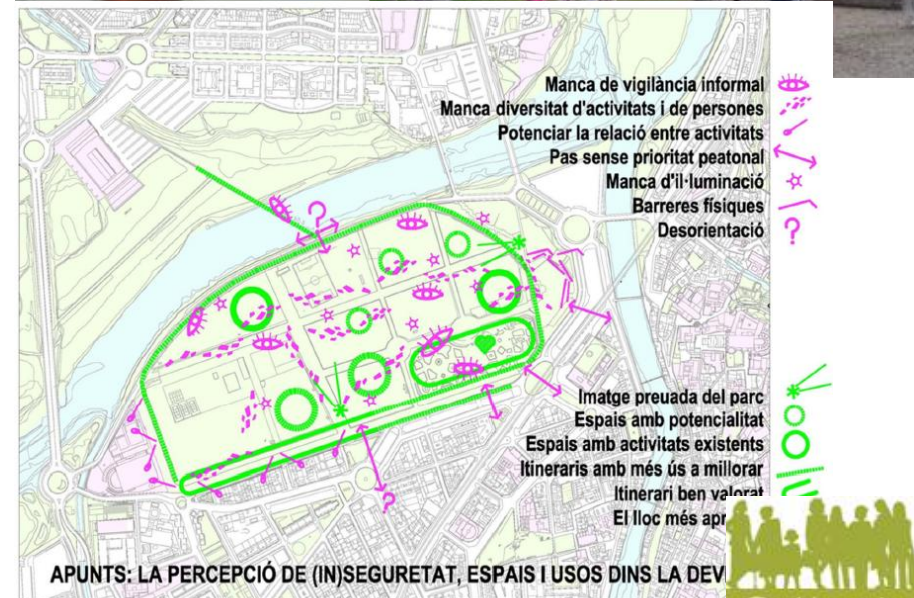 Manca de vigilància informal
Manca diversitat d'activitats i de persones
Potenciar la relació entre activitats
Pas sense prioritat peatonal
Manca d'il·luminació
Barreres físiques
Desorientació
?
?
?
Imatge preuada del parc
Espais amb potencialitat
Espais amb activitats existents
Itineraris amb més ús a millorar
Itinerari ben valorat
El lloc més
APUNTS: LA PERCEPCIÓ DE (IN)SEGURETAT, ESPAIS I USOS DINS LA